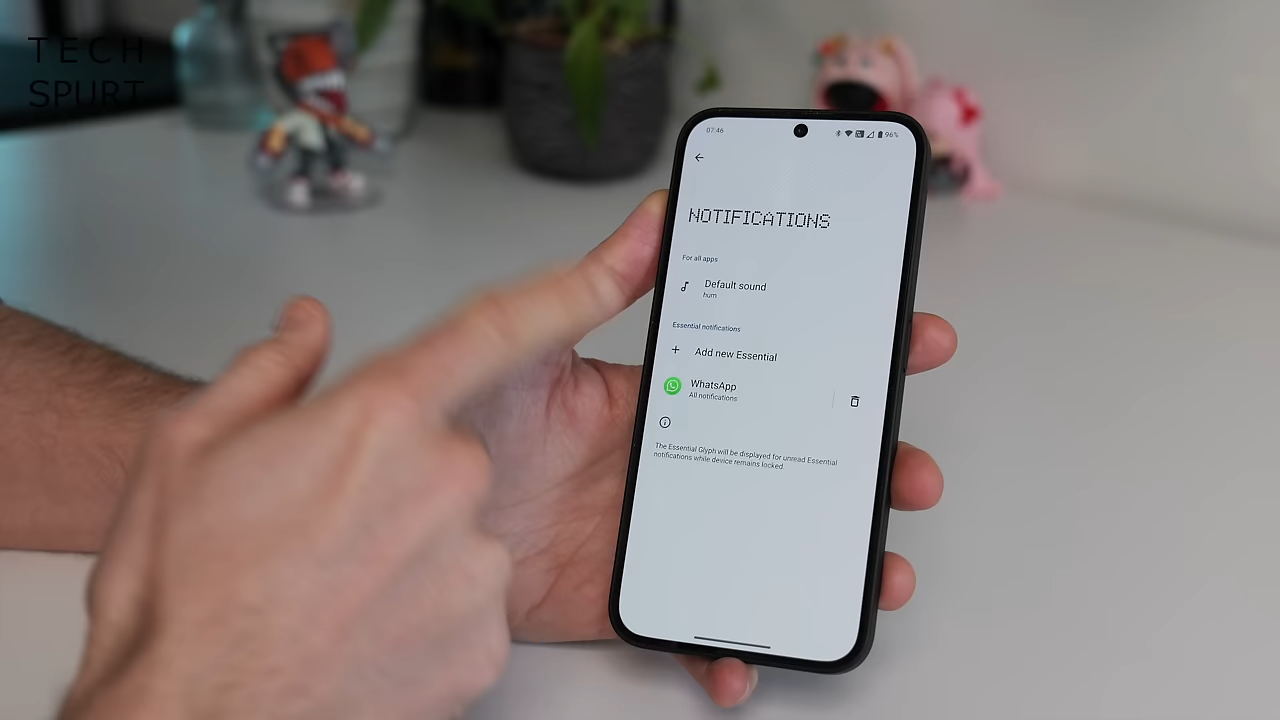 TECH
SPURT
07:46
96%
NOTIFICATIONS
For all apps
Default sound
hum
Essential notifications
Add new Essential
WhatsApp
All notifications
The Essential Glyph will be displayed for unread Essential
notifications while device remains locked.